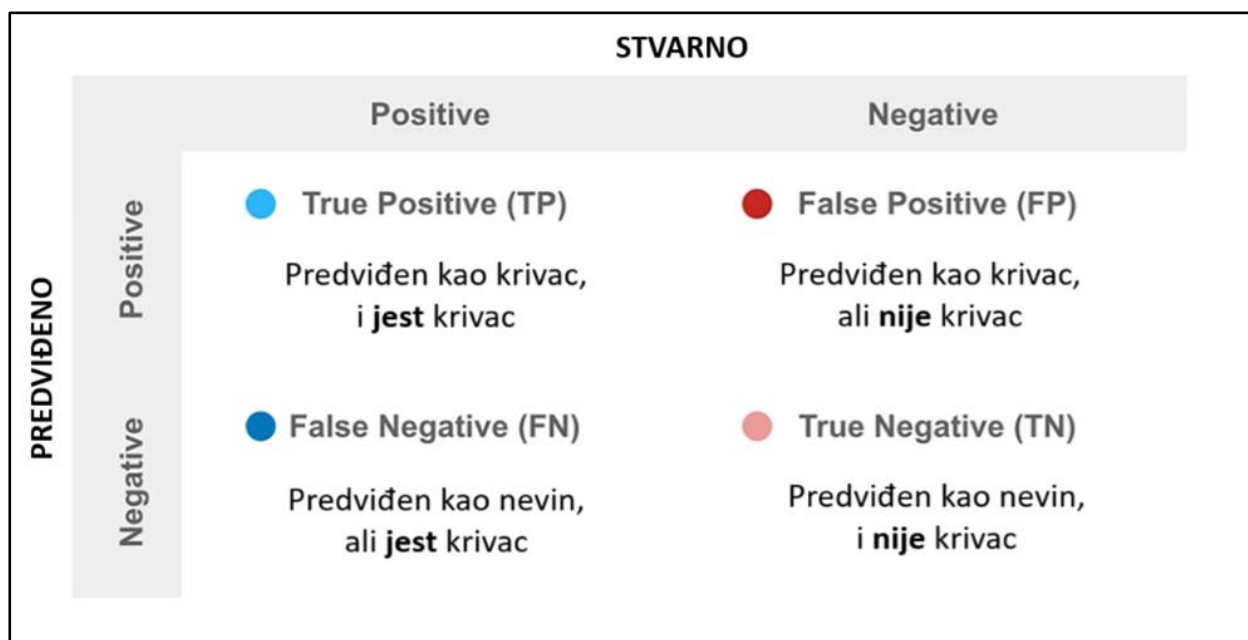 STVARNO
Positive
Negative
PREDVIĐENO
Positive
True Positive (TP)
Predviđen kao krivac,
i jest krivac
False Positive (FP)
Predviđen kao krivac,
ali nije krivac
Negative
False Negative (FN)
Predviđen kao nevin,
ali jest krivac
True Negative (TN)
Predviđen kao nevin,
i nije krivac